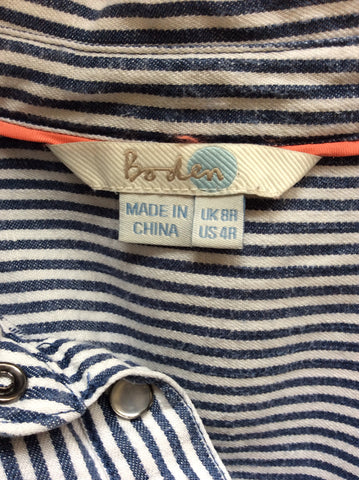 Boden
MADE IN
CHINA
UK 8R
US 4R